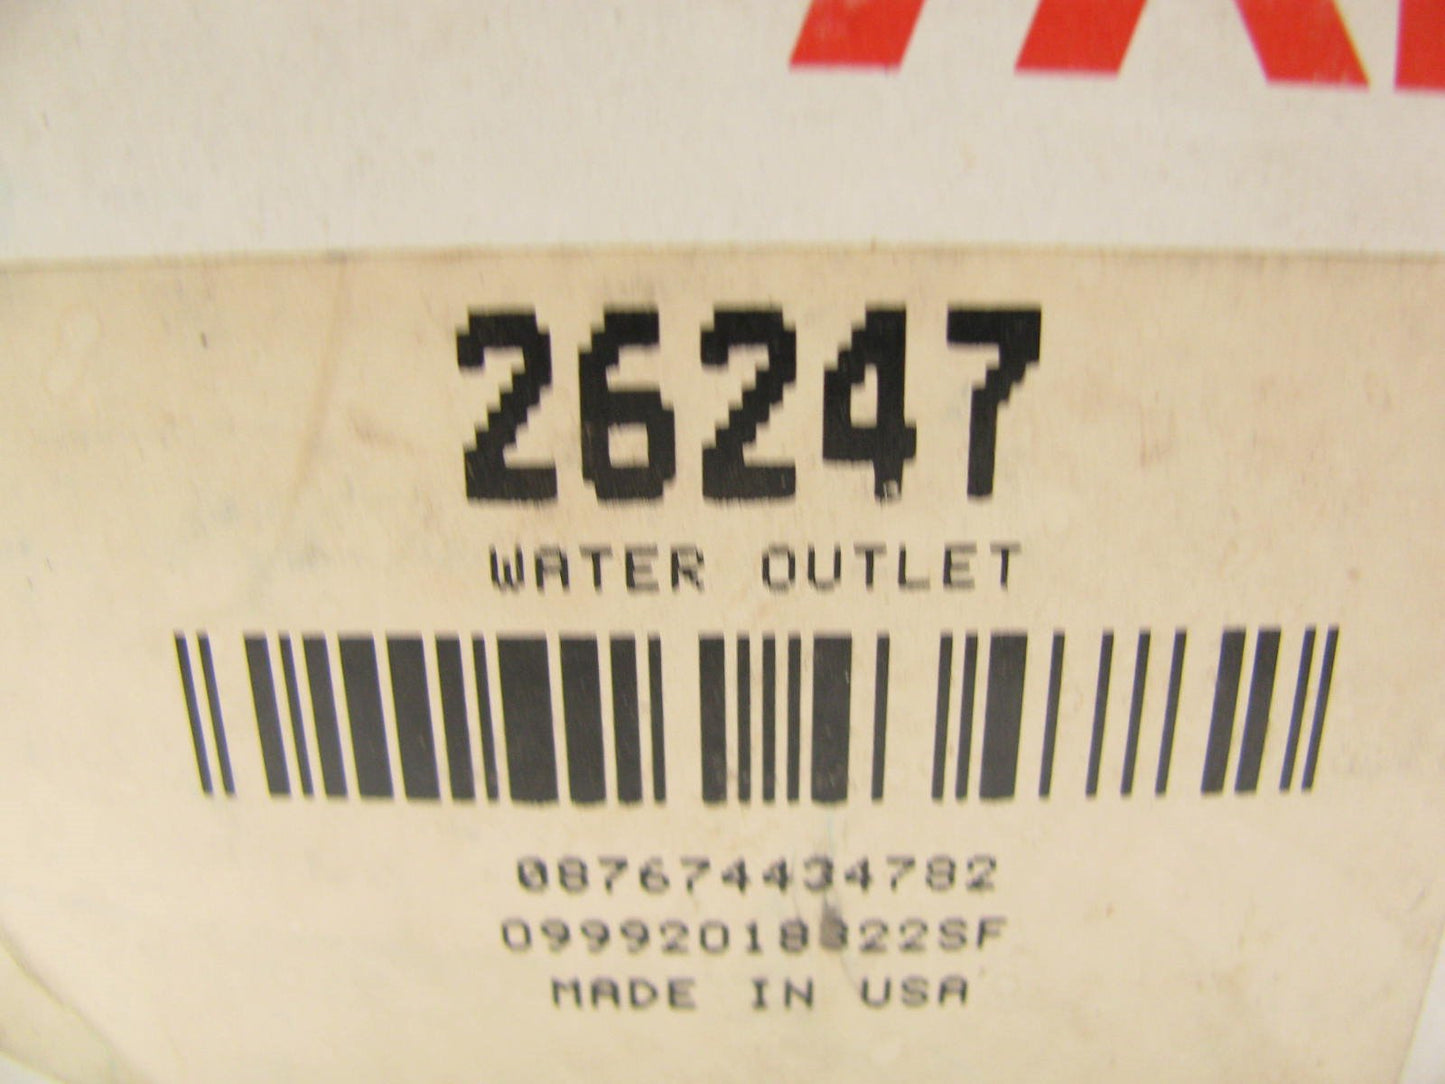 26247
WATER OUTLET
087674434782
MADE IN USA